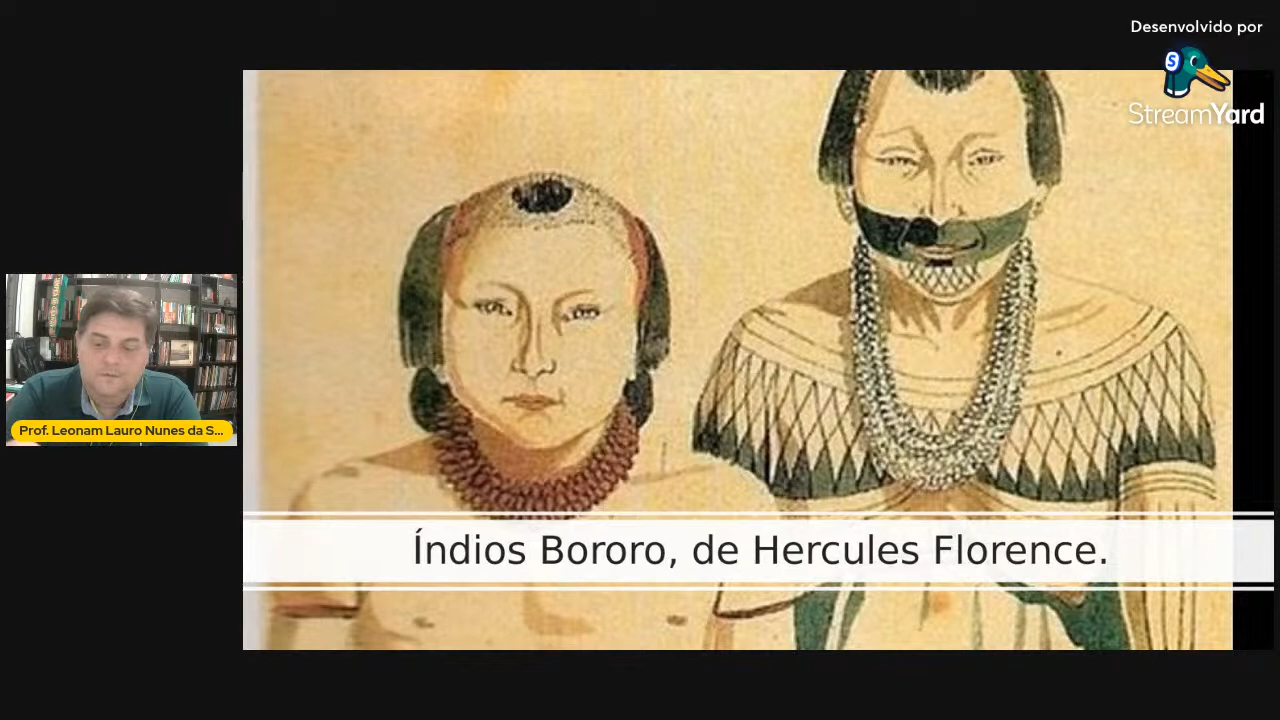 Desenvolvido por
StreamYard
Prof. Leonam Lauro Nunes da S...
Índios Bororo, de Hercules Florence.